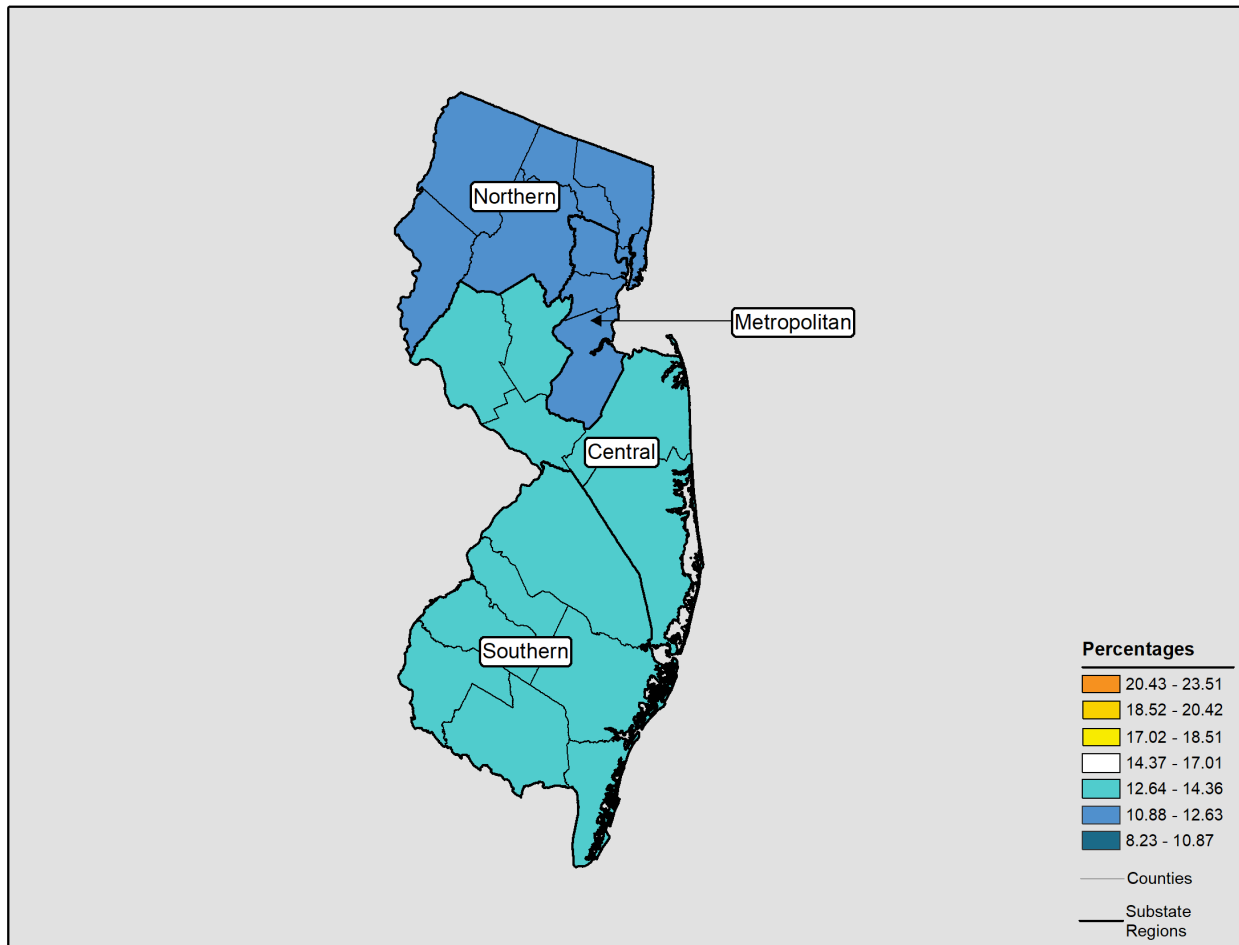 Northern
Metropolitan
Central
Southern
Percentages
20.43 - 23.51
18.52 - 20.42
17.02 - 18.51
14.37 - 17.01
12.64 - 14.36
10.88 - 12.63
8.23 - 10.87
Counties
Substate
Regions